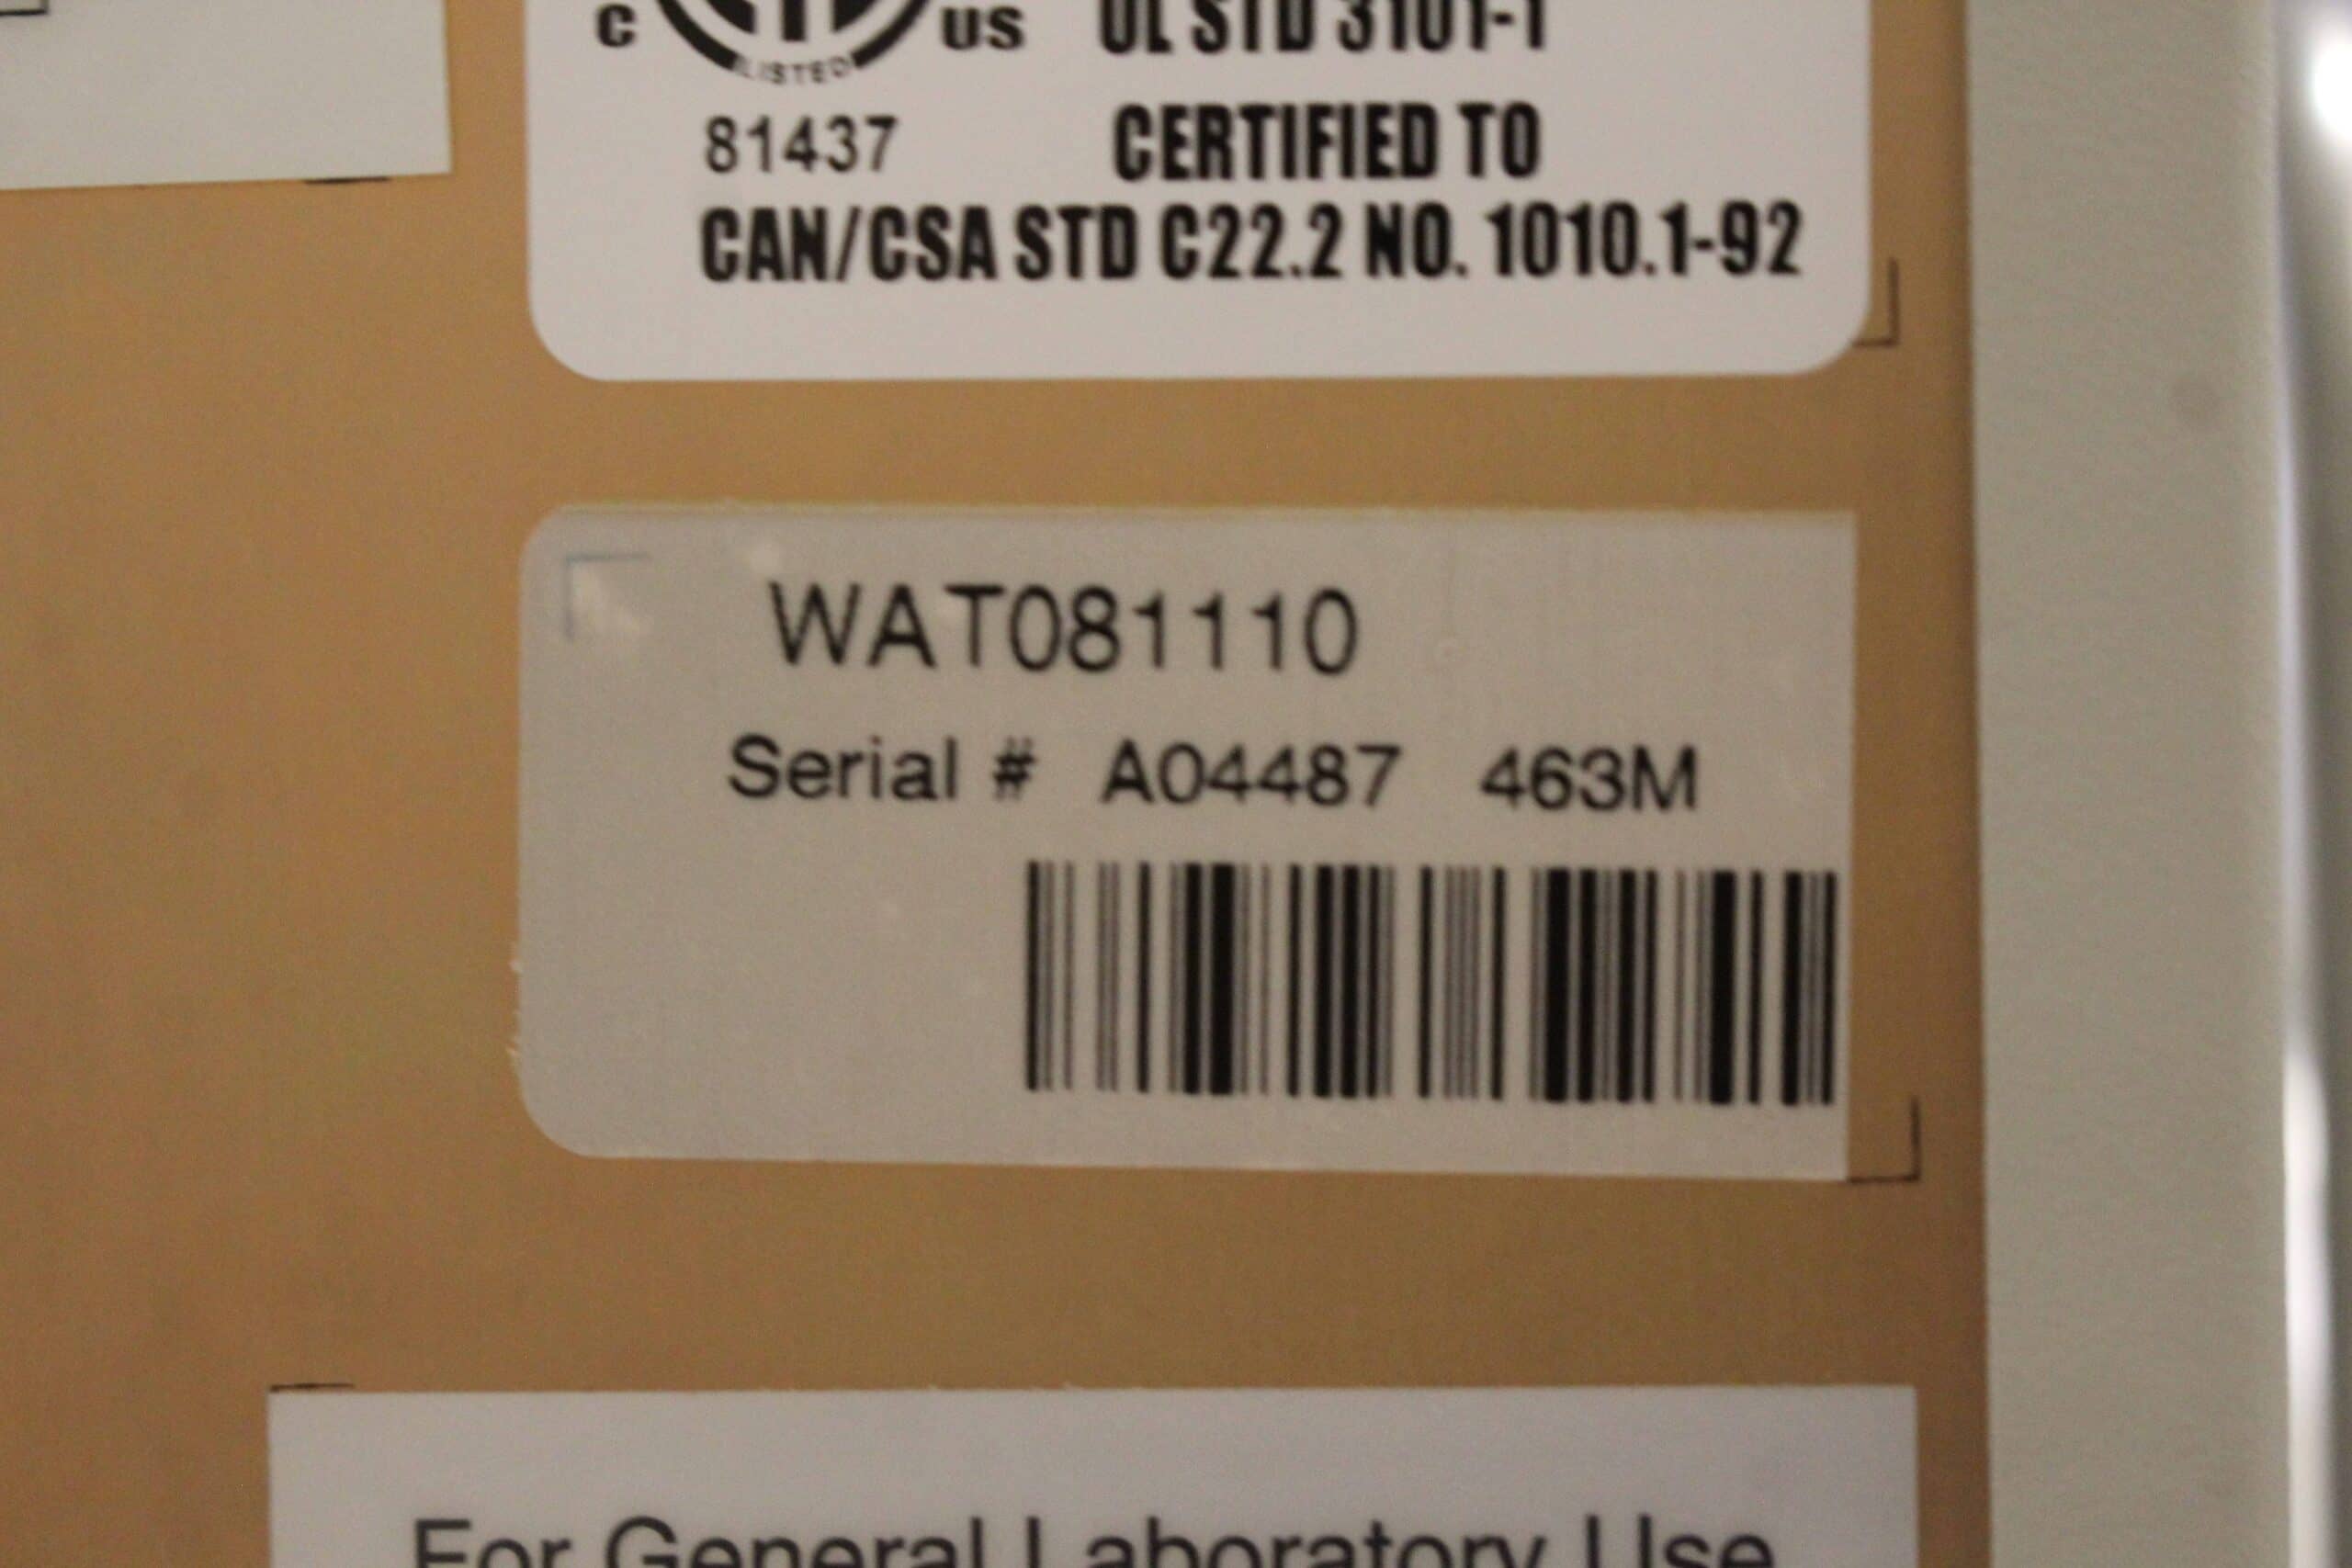 C US UL STD 3101-1
LISTED
81437 CERTIFIED TO
CAN/CSA STD C22.2 NO. 1010.1-92
WAT081110
Serial # A04487 463M
For General Laboratory Use